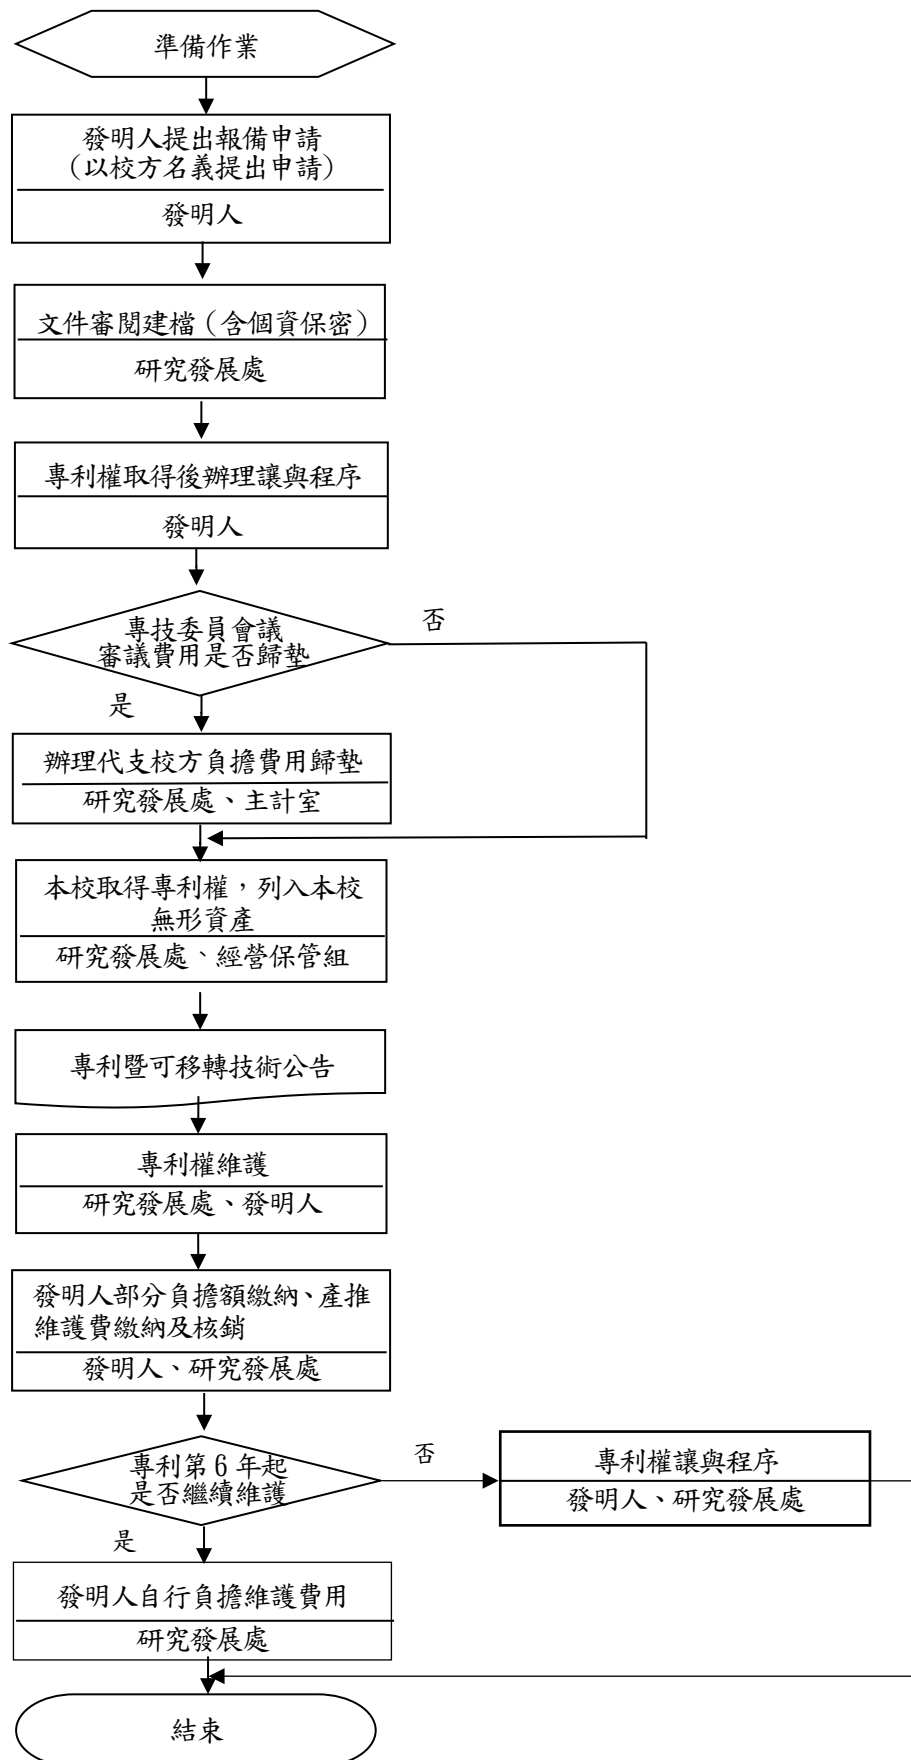 準備作業
發明人提出報備申請
(以校方名義提出申請)
發明人
文件審閱建檔(含個資保密)
研究發展處
專利權取得後辦理讓與程序
發明人
專技委員會議
審議費用是否歸墊
否
是
辦理代支校方負擔費用歸墊
研究發展處、主計室
本校取得專利權，列入本校
無形資產
研究發展處、經營保管組
專利暨可移轉技術公告
專利權維護
研究發展處、發明人
發明人部分負擔額繳納、產推
維護費繳納及核銷
發明人、研究發展處
專利第 6 年起
是否繼續維護
否
專利權讓與程序
發明人、研究發展處
是
發明人自行負擔維護費用
研究發展處
結束